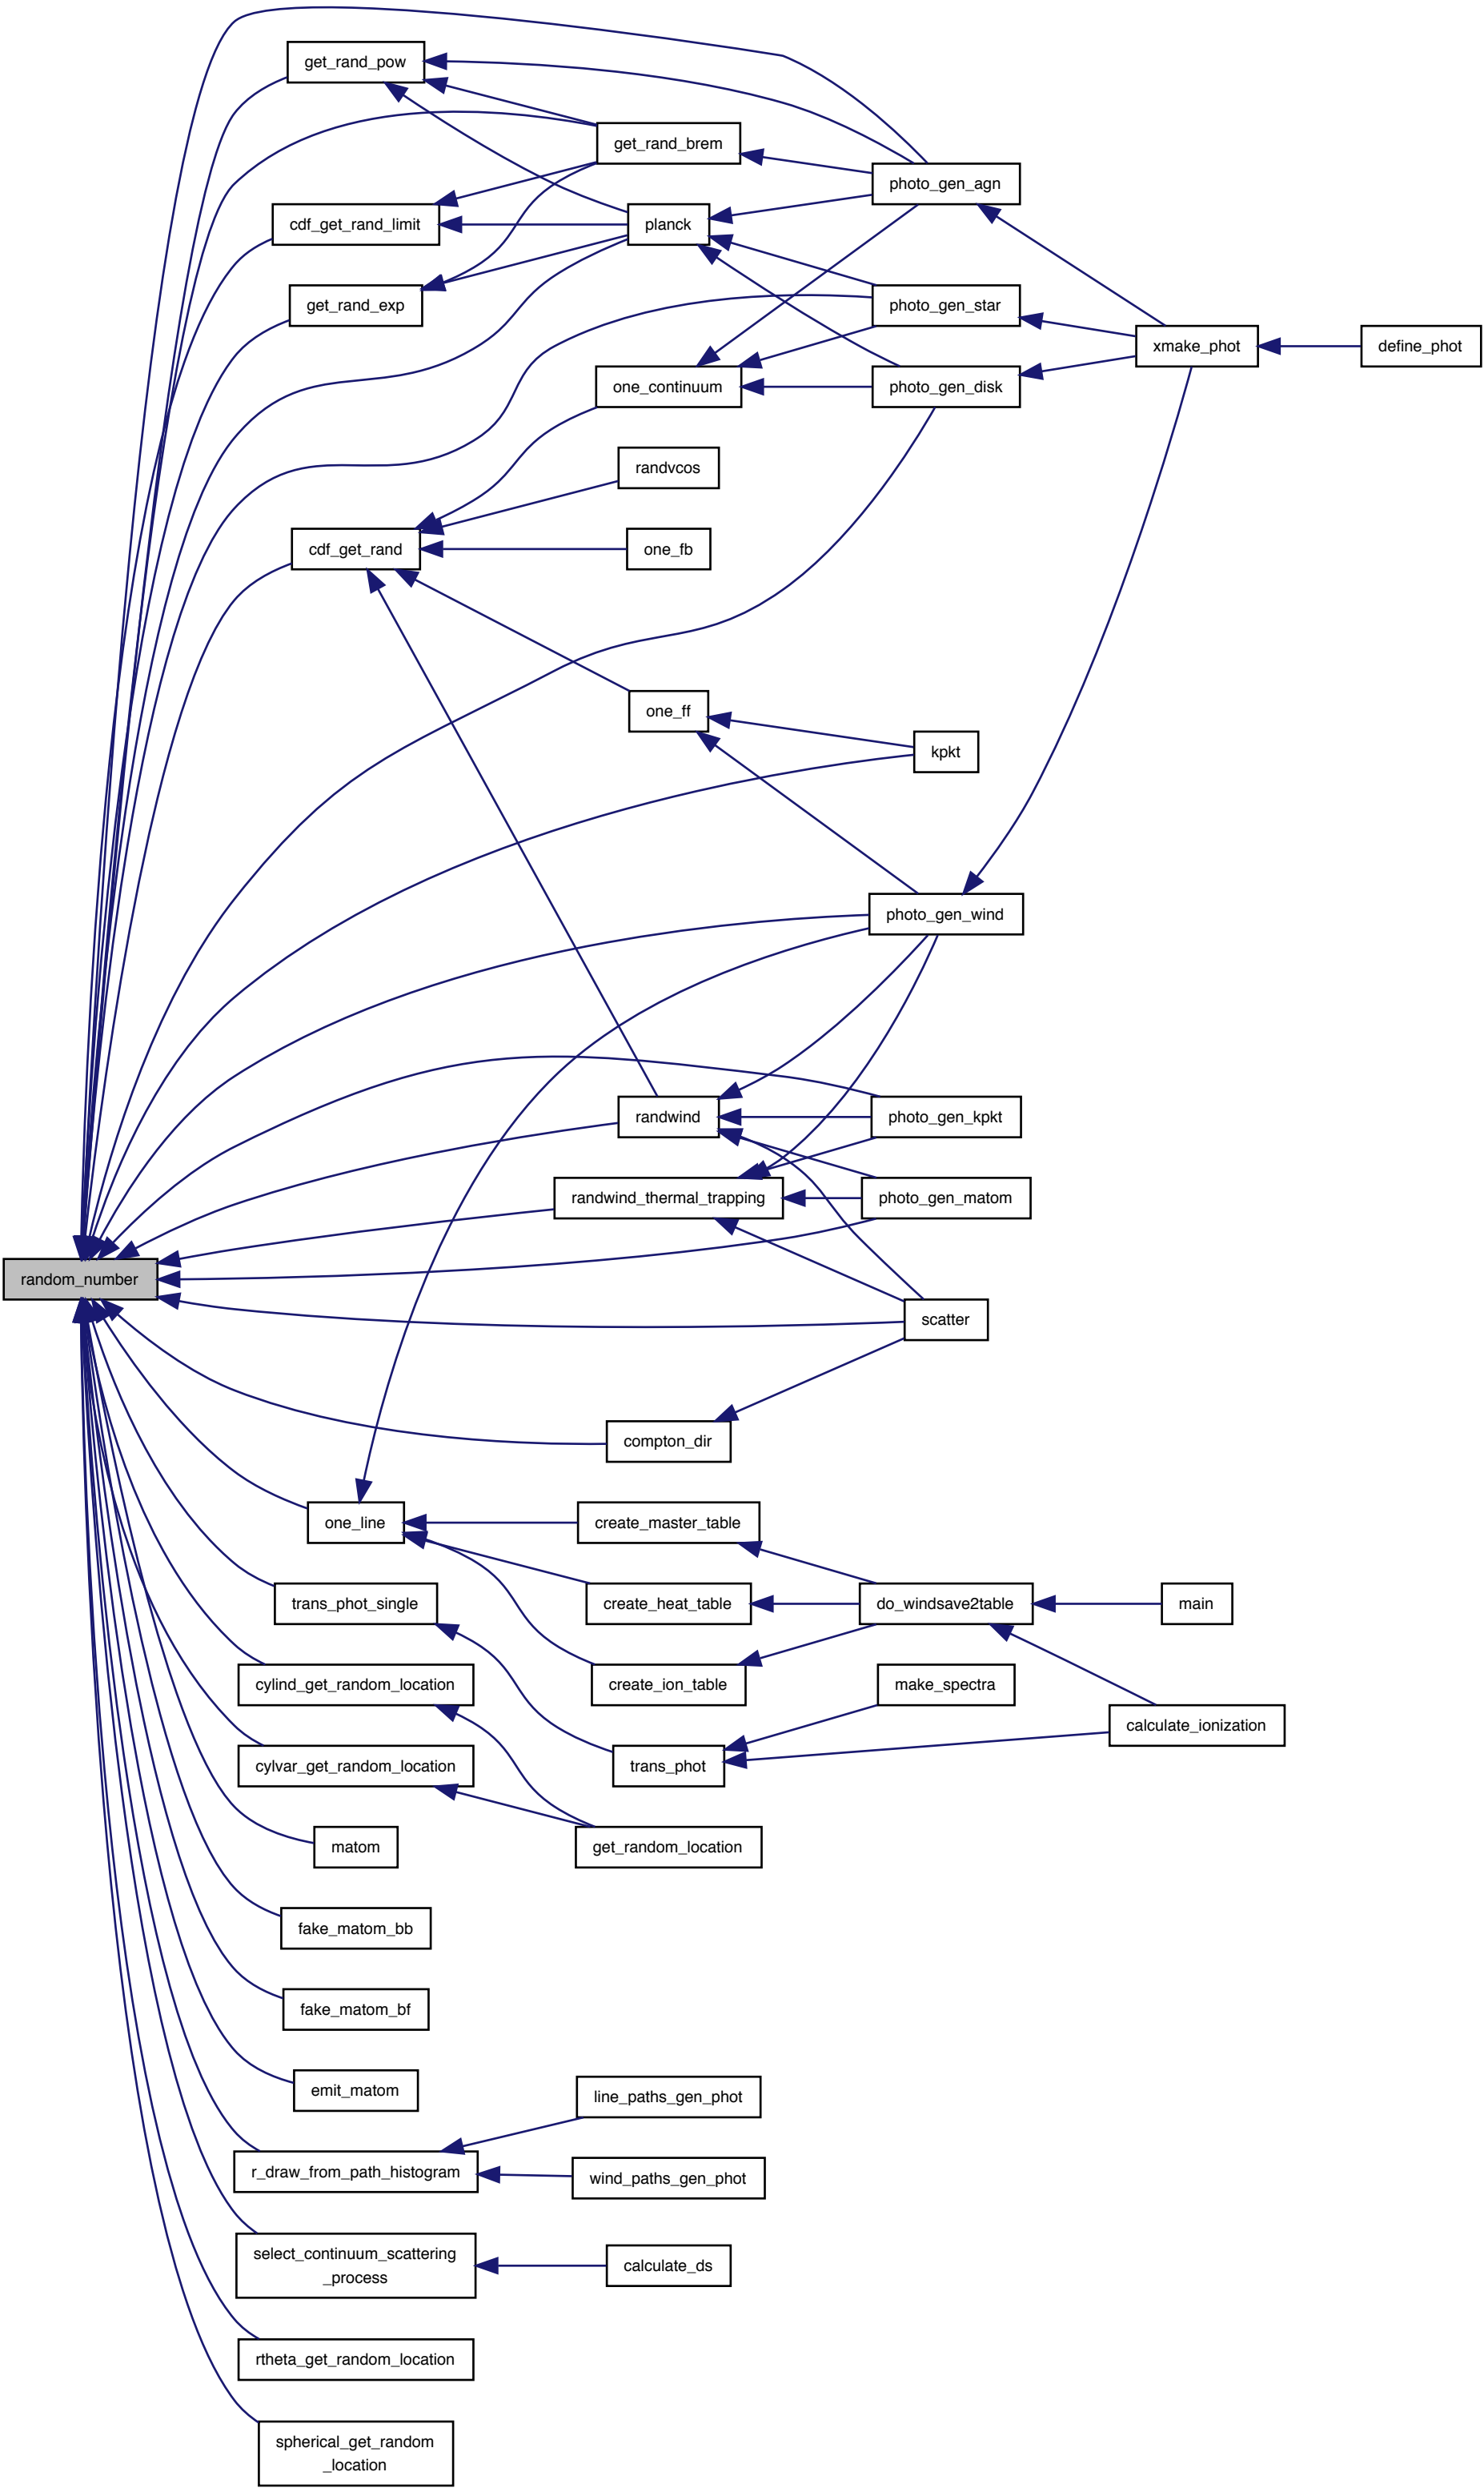 get_rand_pow
get_rand_brem
photo_gen_agn
cdf_get_rand_limit
planck
get_rand_exp
photo_gen_star
xmake_phot
define_phot
one_continuum
photo_gen_disk
randvcos
cdf_get_rand
one_fb
one_ff
kpkt
photo_gen_wind
randwind
photo_gen_kpkt
randwind_thermal_trapping
photo_gen_matom
random_number
scatter
compton_dir
one_line
create_master_table
trans_phot_single
create_heat_table
do_windsave2table
main
cylind_get_random_location
create_ion_table
make_spectra
calculate_ionization
cylvar_get_random_location
trans_phot
matom
get_random_location
fake_matom_bb
fake_matom_bf
emit_matom
line_paths_gen_phot
r_draw_from_path_histogram
wind_paths_gen_phot
select_continuum_scattering
_process
calculate_ds
rtheta_get_random_location
spherical_get_random
_location